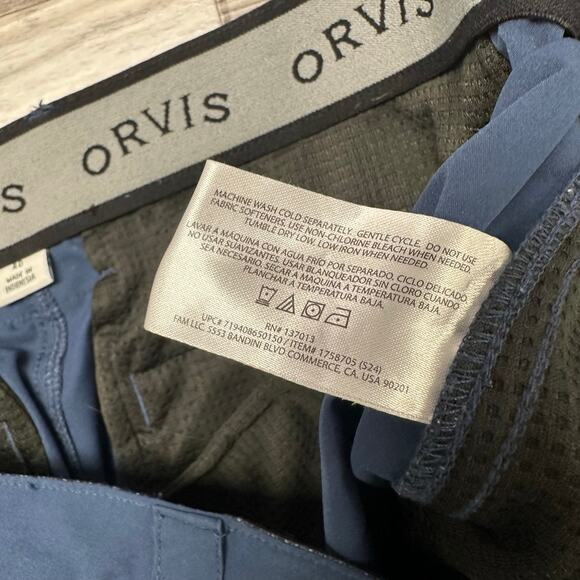 ORVIS
ORVIS
S
MADE IN
INDONESIA
MACHINE WASH COLD SEPARATELY. GENTLE CYCLE. DO NOT USE
FABRIC SOFTENERS. USE NON-CHLORINE BLEACH WHEN NEEDED.
TUMBLE DRY LOW. LOW IRON WHEN NEEDED.
LAVAR A MÁQUINA CON AGUA FRÍO POR SEPARADO. CICLO DELICADO.
NO USAR SUAVIZANTES. USAR BLANQUEADOR SIN CLORO CUANDO
SEA NECESARIO. SECAR A MÁQUINA A TEMPERATURA BAJA.
PLANCHAR A TEMPERATURA BAJA.
RN# 137013
UPC# 719408650150 / ITEM# 1758705 (S24)
FAM LLC. 5553 BANDINI BLVD COMMERCE, CA. USA 90201